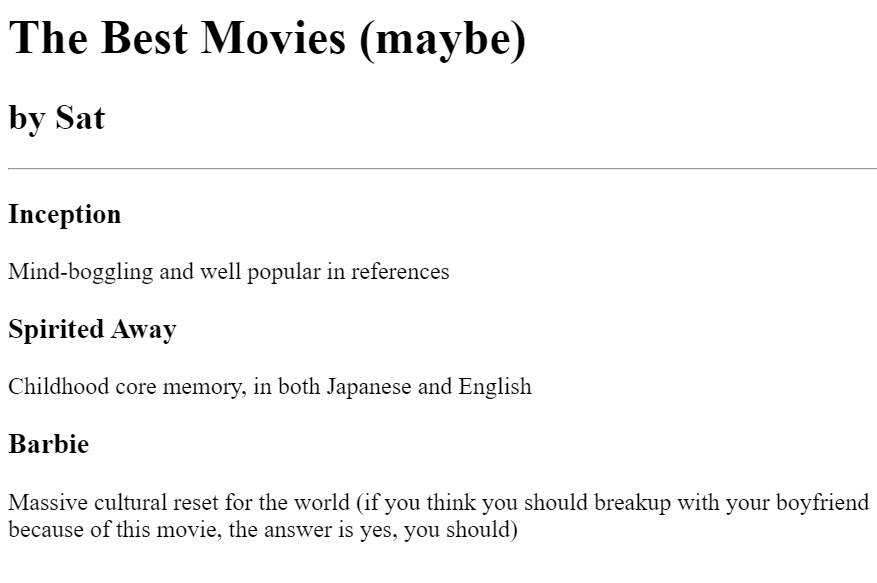 The Best Movies (maybe)
by Sat
Inception
Mind-boggling and well popular in references
Spirited Away
Childhood core memory, in both Japanese and English
Barbie
Massive cultural reset for the world (if you think you should breakup with your boyfriend
because of this movie, the answer is yes, you should)